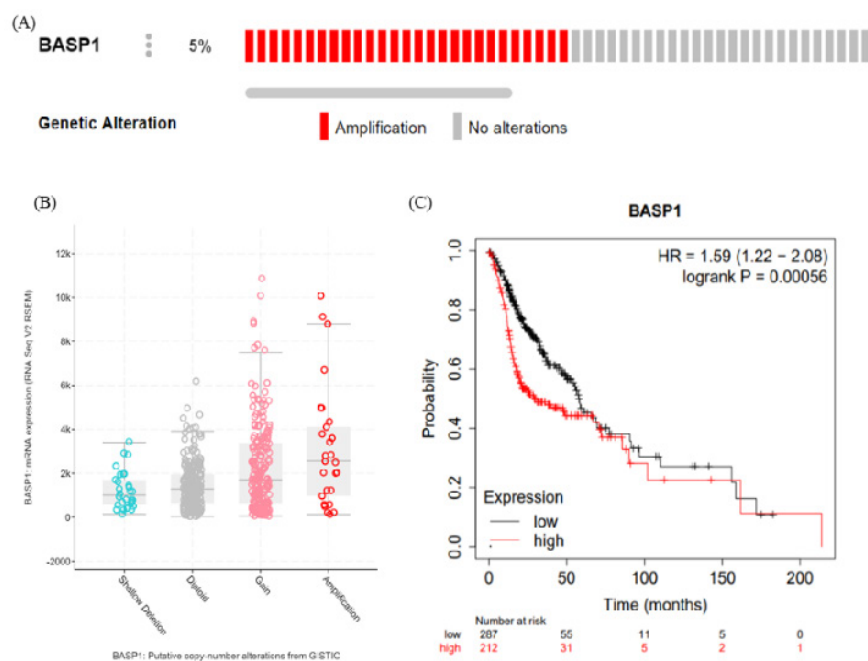 (A)
BASP1 5%
Genetic Alteration Amplification No alterations
(B)
12k
10k
8k
6k
4k
2k
0
-2000
BASP1: mRNA expression (RNA Seq V2 RSEM)
Shallow Deletion
Diploid
Gain
Amplification
BASP1: Putative copy-number alterations from GISTIC
(C)
BASP1
HR = 1.59 (1.22 − 2.08)
logrank P = 0.00056
Probability
1.0
0.8
0.6
0.4
0.2
0.0
Expression
low
high
0 50 100 150 200
Time (months)
Number at risk
low 287 55 11 5 0
high 212 31 5 2 1